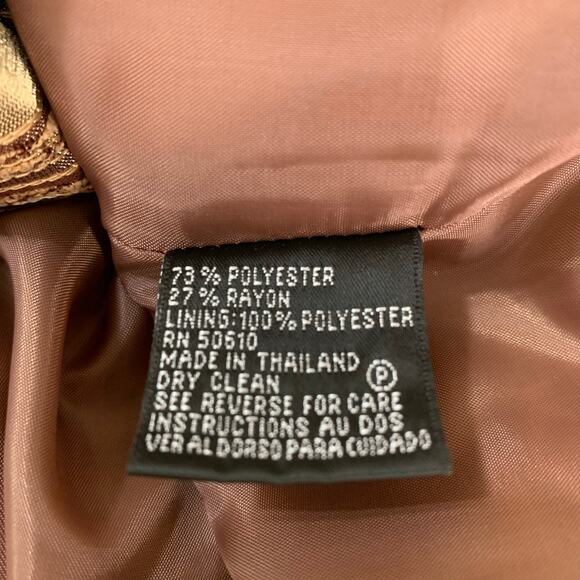 73 % POLYESTER
27 % RAYON
LINING: 100% POLYESTER
RN 50610
MADE IN THAILAND
DRY CLEAN Ⓟ
SEE REVERSE FOR CARE
INSTRUCTIONS AU DOS
VER AL DORSO PARA CUIDADO